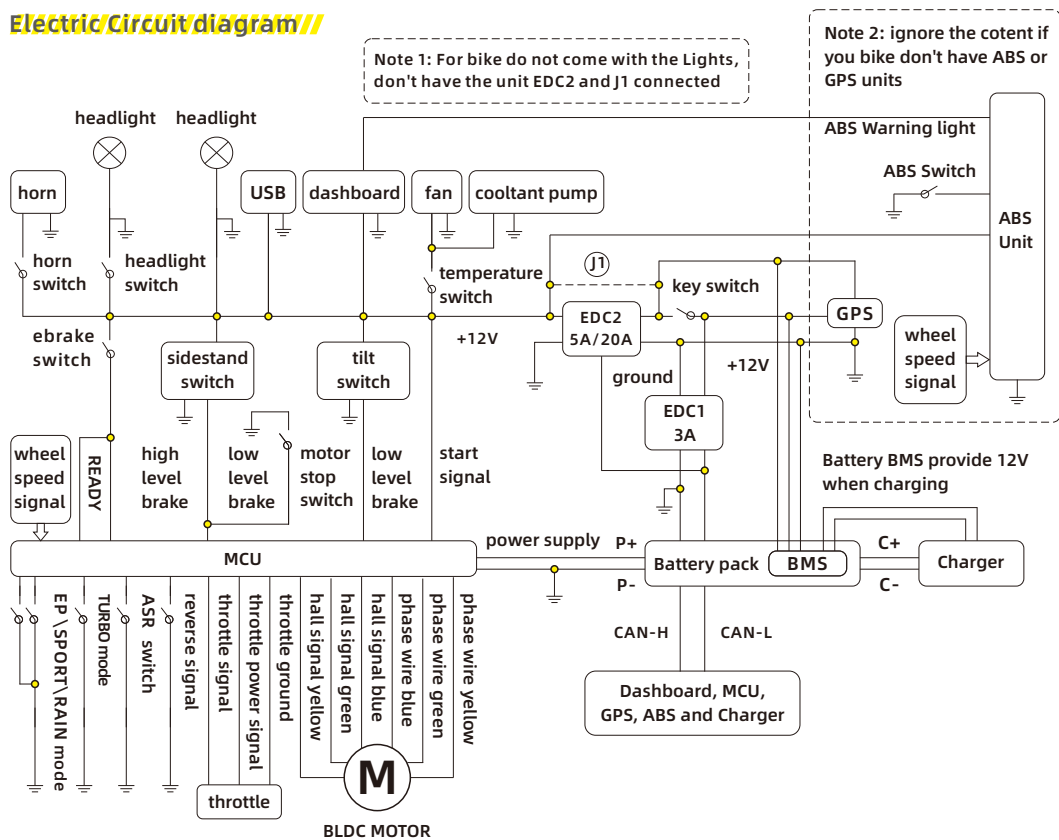 Electric Circuit diagram
Note 1: For bike do not come with the Lights,
don't have the unit EDC2 and J1 connected
Note 2: ignore the cotent if
you bike don't have ABS or
GPS units
headlight
headlight
ABS Warning light
horn
USB
dashboard
fan
cooltant pump
ABS Switch
ABS
Unit
horn
switch
headlight
switch
temperature
switch
J1
key switch
GPS
EDC2
5A/20A
+12V
ebrake
switch
sidestand
switch
tilt
switch
ground
+12V
wheel
speed
signal
EDC1
3A
wheel
speed
signal
READY
high
level
brake
low
level
brake
motor
stop
switch
low
level
brake
start
signal
Battery BMS provide 12V
when charging
MCU
power supply
P+
P-
Battery pack
BMS
C+
C-
Charger
EP \SPORT\RAIN mode
TURBO mode
ASR switch
reverse signal
throttle signal
throttle power signal
throttle ground
hall signal yellow
hall signal green
hall signal blue
phase wire blue
phase wire green
phase wire yellow
CAN-H
CAN-L
Dashboard, MCU,
GPS, ABS and Charger
throttle
M
BLDC MOTOR